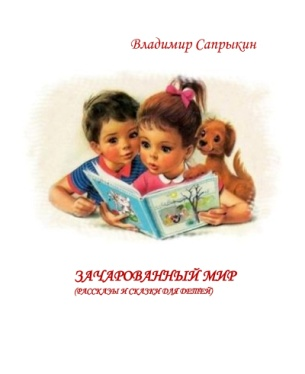 Владимир Сапрыкин
ЗАЧАРОВАННЫЙ МИР
(РАССКАЗЫ И СКАЗКИ ДЛЯ ДЕТЕЙ)